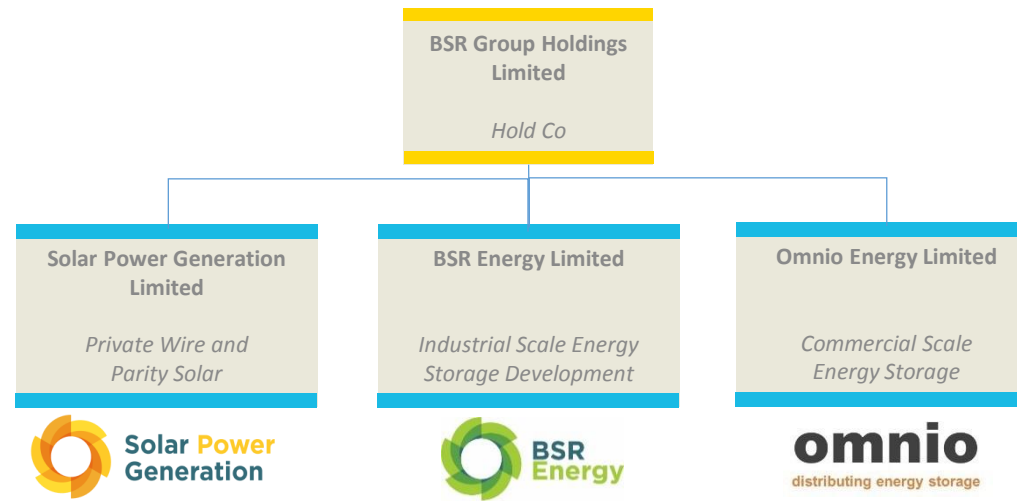 BSR Group Holdings
Limited
Hold Co
Solar Power Generation
Limited
Private Wire and
Parity Solar
BSR Energy Limited
Industrial Scale Energy
Storage Development
Omnio Energy Limited
Commercial Scale
Energy Storage
Solar Power
Generation
BSR
Energy
omnio
distributing energy storage